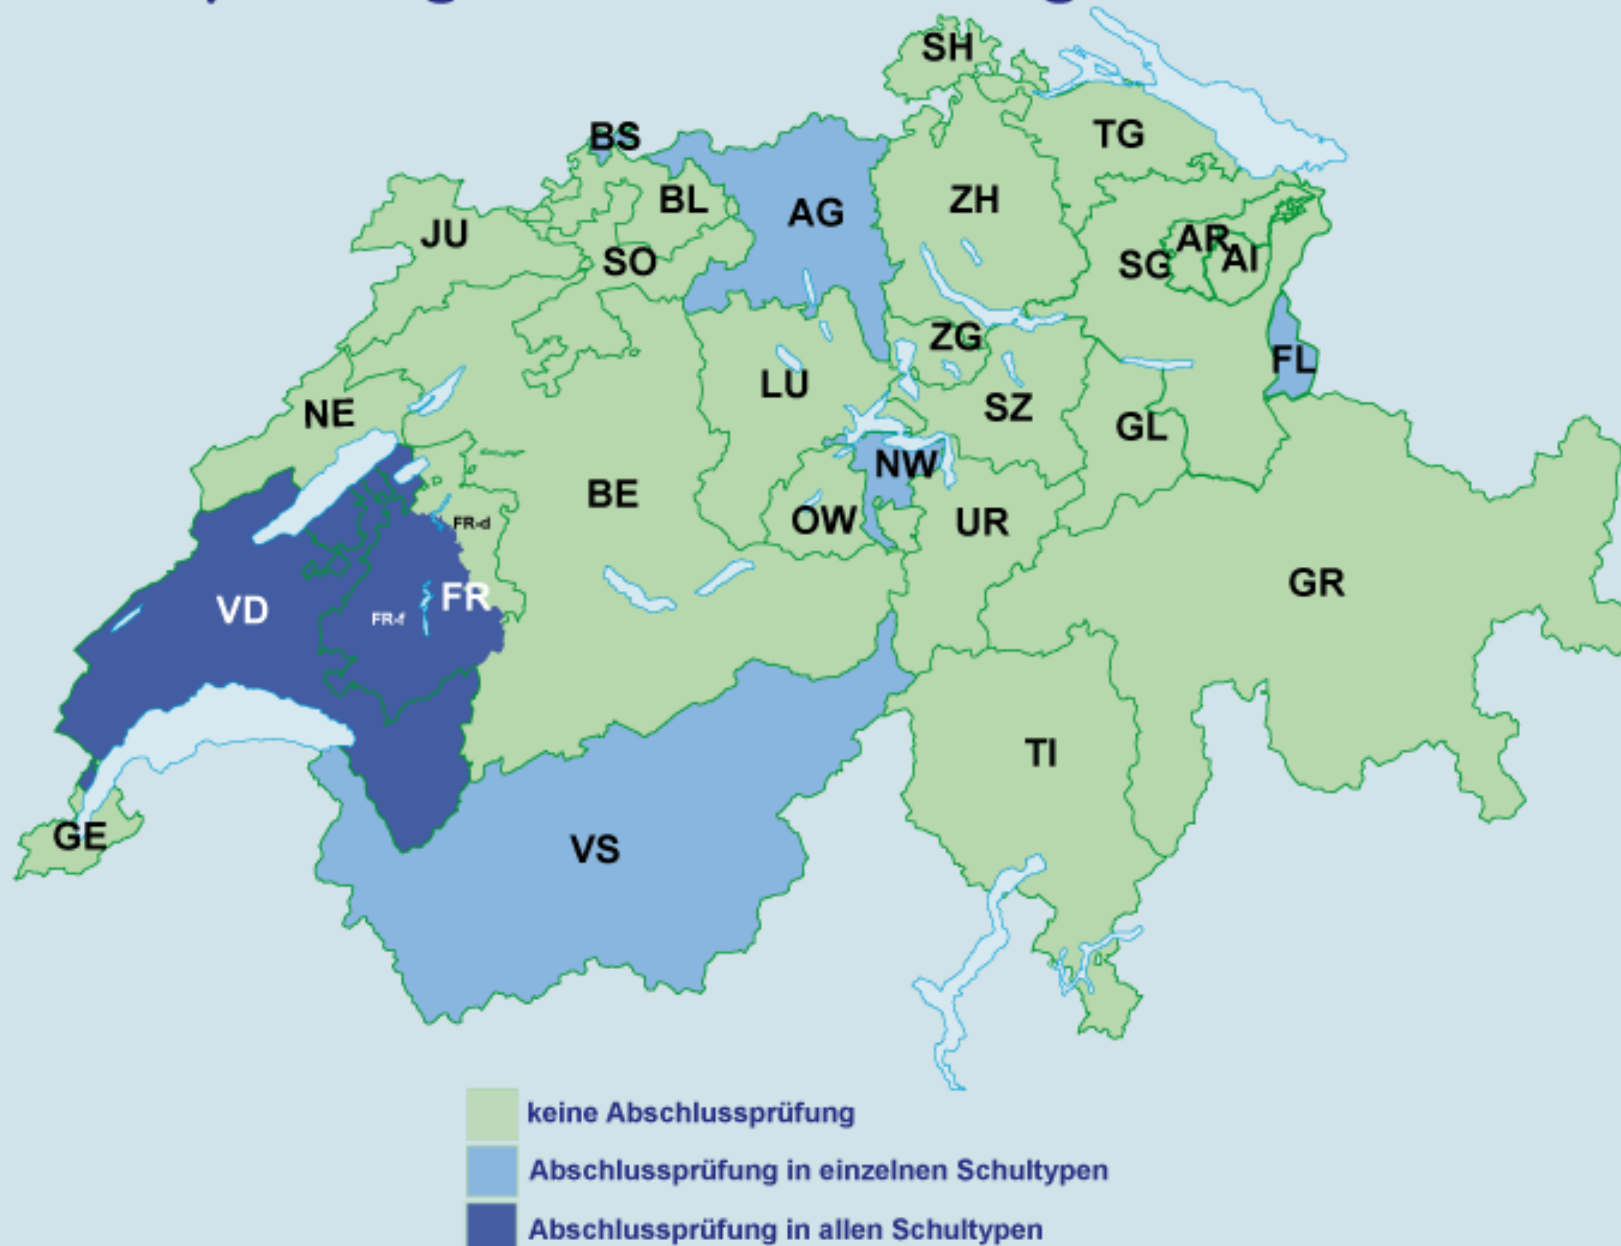 SH
BS
TG
BL
AG
ZH
JU
SO
SG
AR
AI
ZG
FL
LU
SZ
NE
GL
NW
BE
OW
UR
FR-d
GR
VD
FR-f
FR
TI
GE
VS
keine Abschlussprüfung
Abschlussprüfung in einzelnen Schultypen
Abschlussprüfung in allen Schultypen